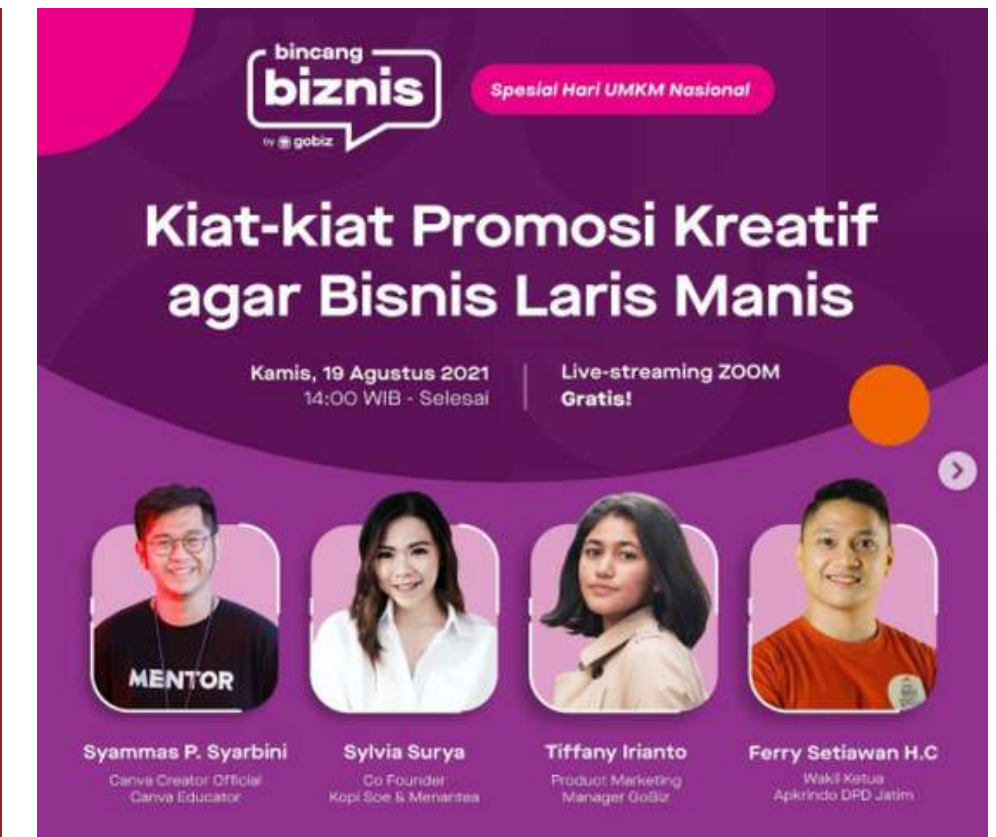 bincang
biznis
by gobiz
Spesial Hari UMKM Nasional
Kiat-kiat Promosi Kreatif
agar Bisnis Laris Manis
Kamis, 19 Agustus 2021
14:00 WIB - Selesai
Live-streaming ZOOM
Gratis!
MENTOR
Syammas P. Syarbini
Canva Creator Official
Canva Educator
Sylvia Surya
Co Founder
Kopi Soe & Menantea
Tiffany Irianto
Product Marketing
Manager GoBiz
Ferry Setiawan H.C
Wakil Ketua
Apkrindo DPD Jatim